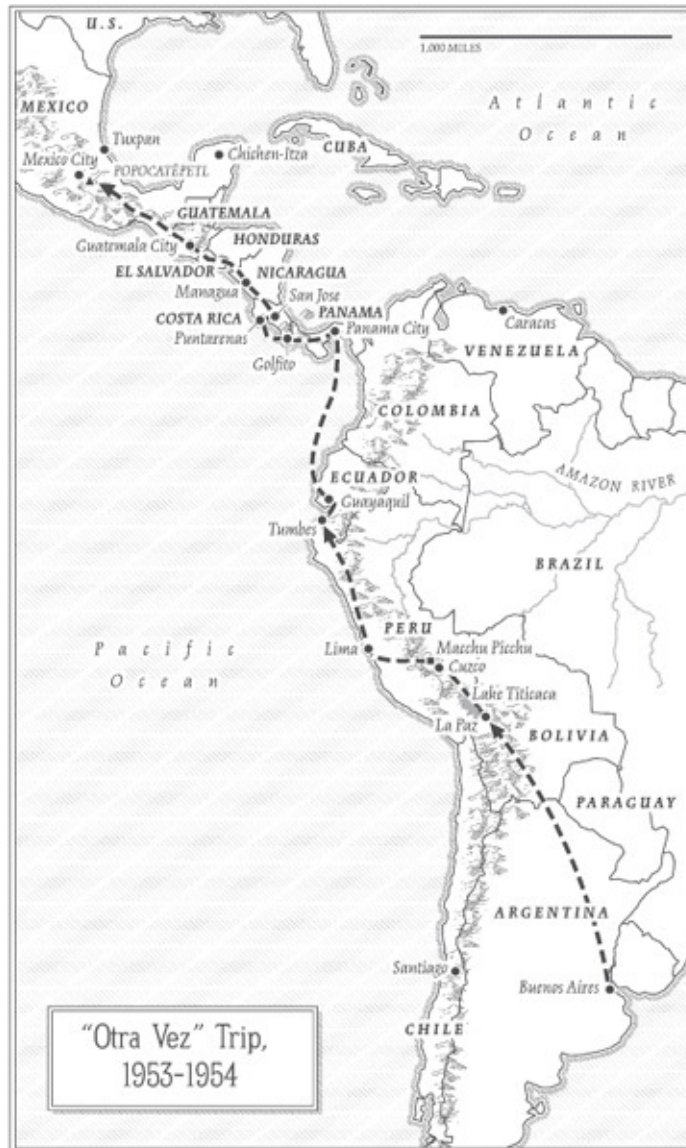 U.S.
1,000 MILES
MEXICO
Atlantic
Ocean
Tuxpan
Mexico City
POPOCATÉPETL
Chichen-Itza
CUBA
GUATEMALA
Guatemala City
HONDURAS
EL SALVADOR
NICARAGUA
Managua
San Jose
COSTA RICA
PANAMA
Puntarenas
Panama City
Golfito
Caracas
VENEZUELA
COLOMBIA
ECUADOR
AMAZON RIVER
Guayaquil
Tumbes
BRAZIL
PERU
Pacific
Ocean
Lima
Macchu Picchu
Cuzco
Lake Titicaca
La Paz
BOLIVIA
PARAGUAY
ARGENTINA
Santiago
Buenos Aires
CHILE
"Otra Vez" Trip,
1953-1954